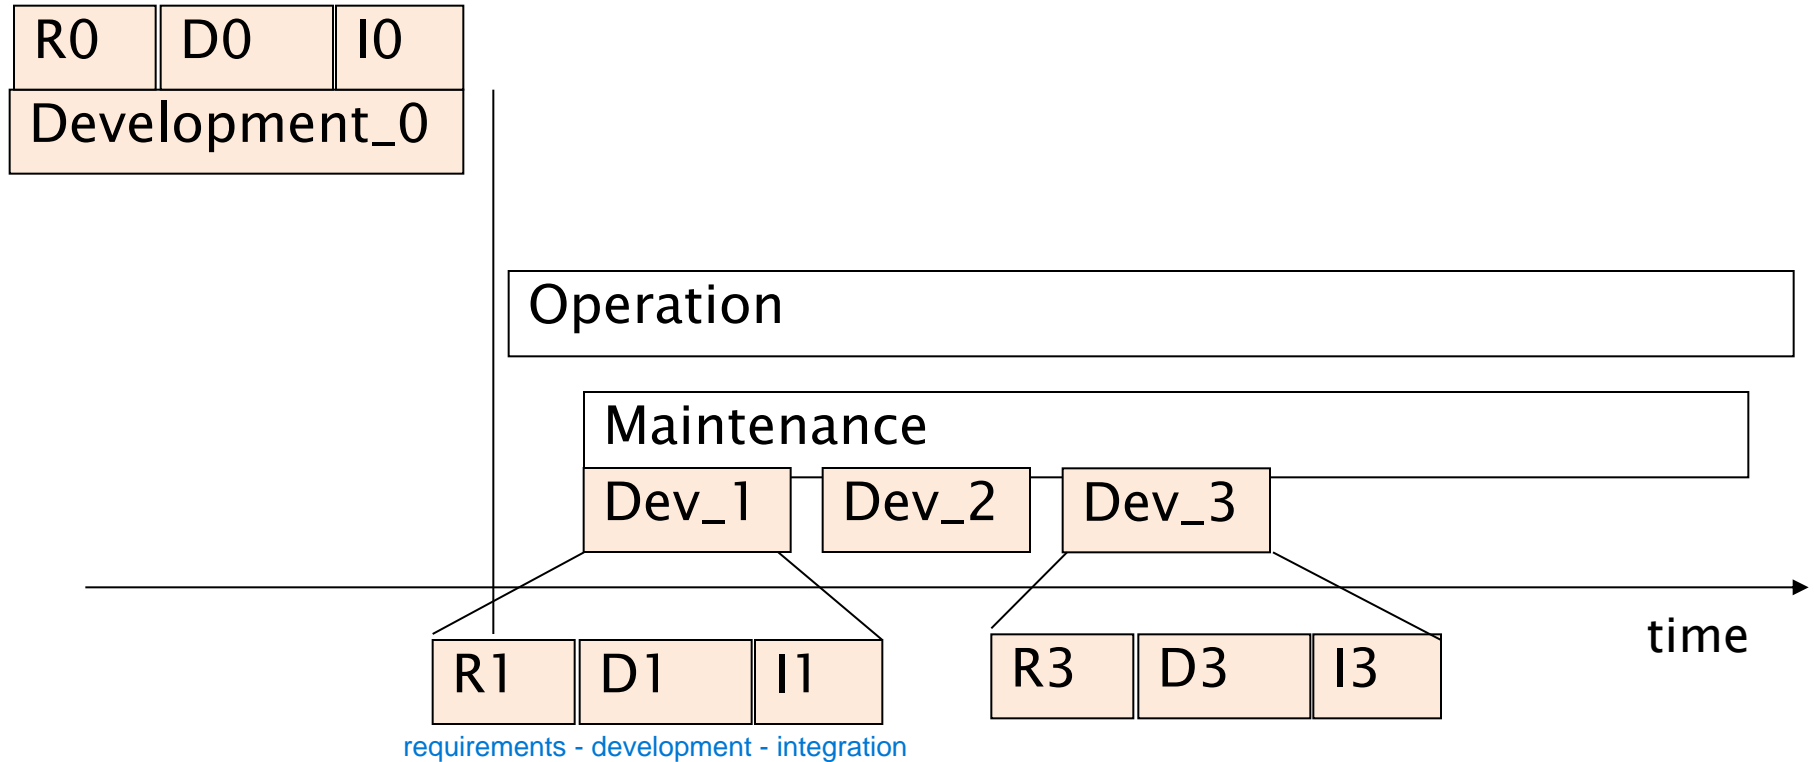 R0 D0 I0
Development_0
Operation
Maintenance
Dev_1 Dev_2 Dev_3
time
R1 D1 I1 R3 D3 I3
requirements - development - integration